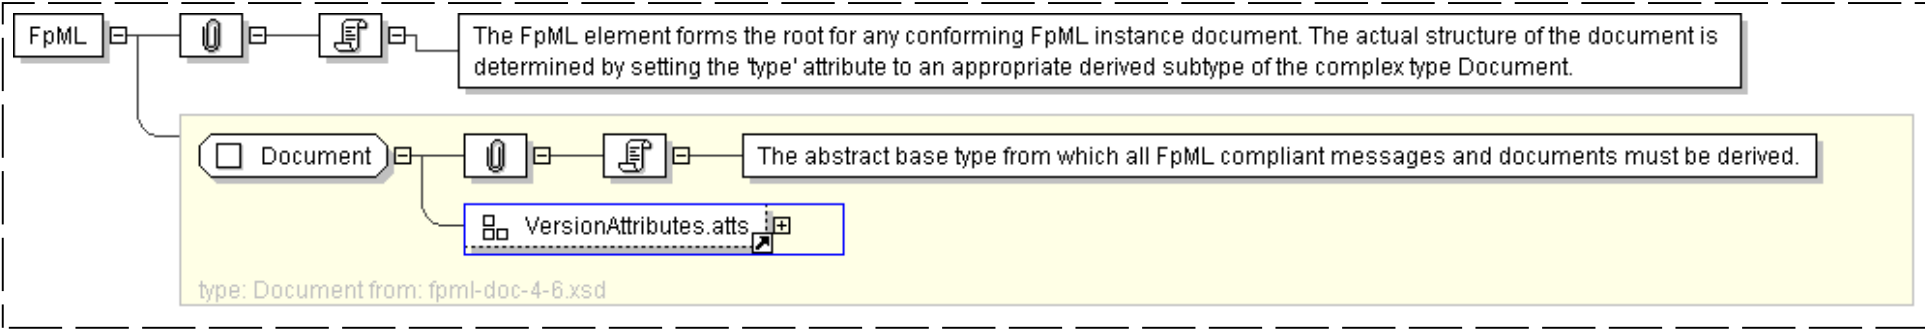 FpML
The FpML element forms the root for any conforming FpML instance document. The actual structure of the document is
determined by setting the 'type' attribute to an appropriate derived subtype of the complex type Document.
Document
The abstract base type from which all FpML compliant messages and documents must be derived.
VersionAttributes.atts
type: Document from: fpml-doc-4-6.xsd